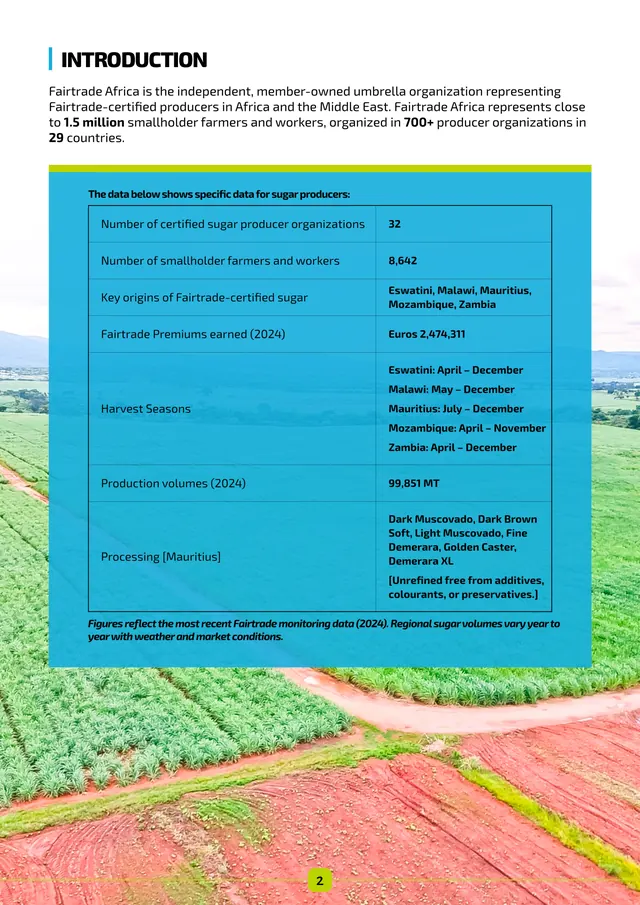 INTRODUCTION
Fairtrade Africa is the independent, member-owned umbrella organization representing
Fairtrade-certified producers in Africa and the Middle East. Fairtrade Africa represents close
to 1.5 million smallholder farmers and workers, organized in 700+ producer organizations in
29 countries.
The data below shows specific data for sugar producers:
Number of certified sugar producer organizations 32
Number of smallholder farmers and workers 8,642
Key origins of Fairtrade-certified sugar
Eswatini, Malawi, Mauritius,
Mozambique, Zambia
Fairtrade Premiums earned (2024) Euros 2,474,311
Harvest Seasons
Eswatini: April – December
Malawi: May – December
Mauritius: July – December
Mozambique: April – November
Zambia: April – December
Production volumes (2024) 99,851 MT
Processing [Mauritius]
Dark Muscovado, Dark Brown
Soft, Light Muscovado, Fine
Demerara, Golden Caster,
Demerara XL
[Unrefined free from additives,
colourants, or preservatives.]
Figures reflect the most recent Fairtrade monitoring data (2024). Regional sugar volumes vary year to
year with weather and market conditions.
2